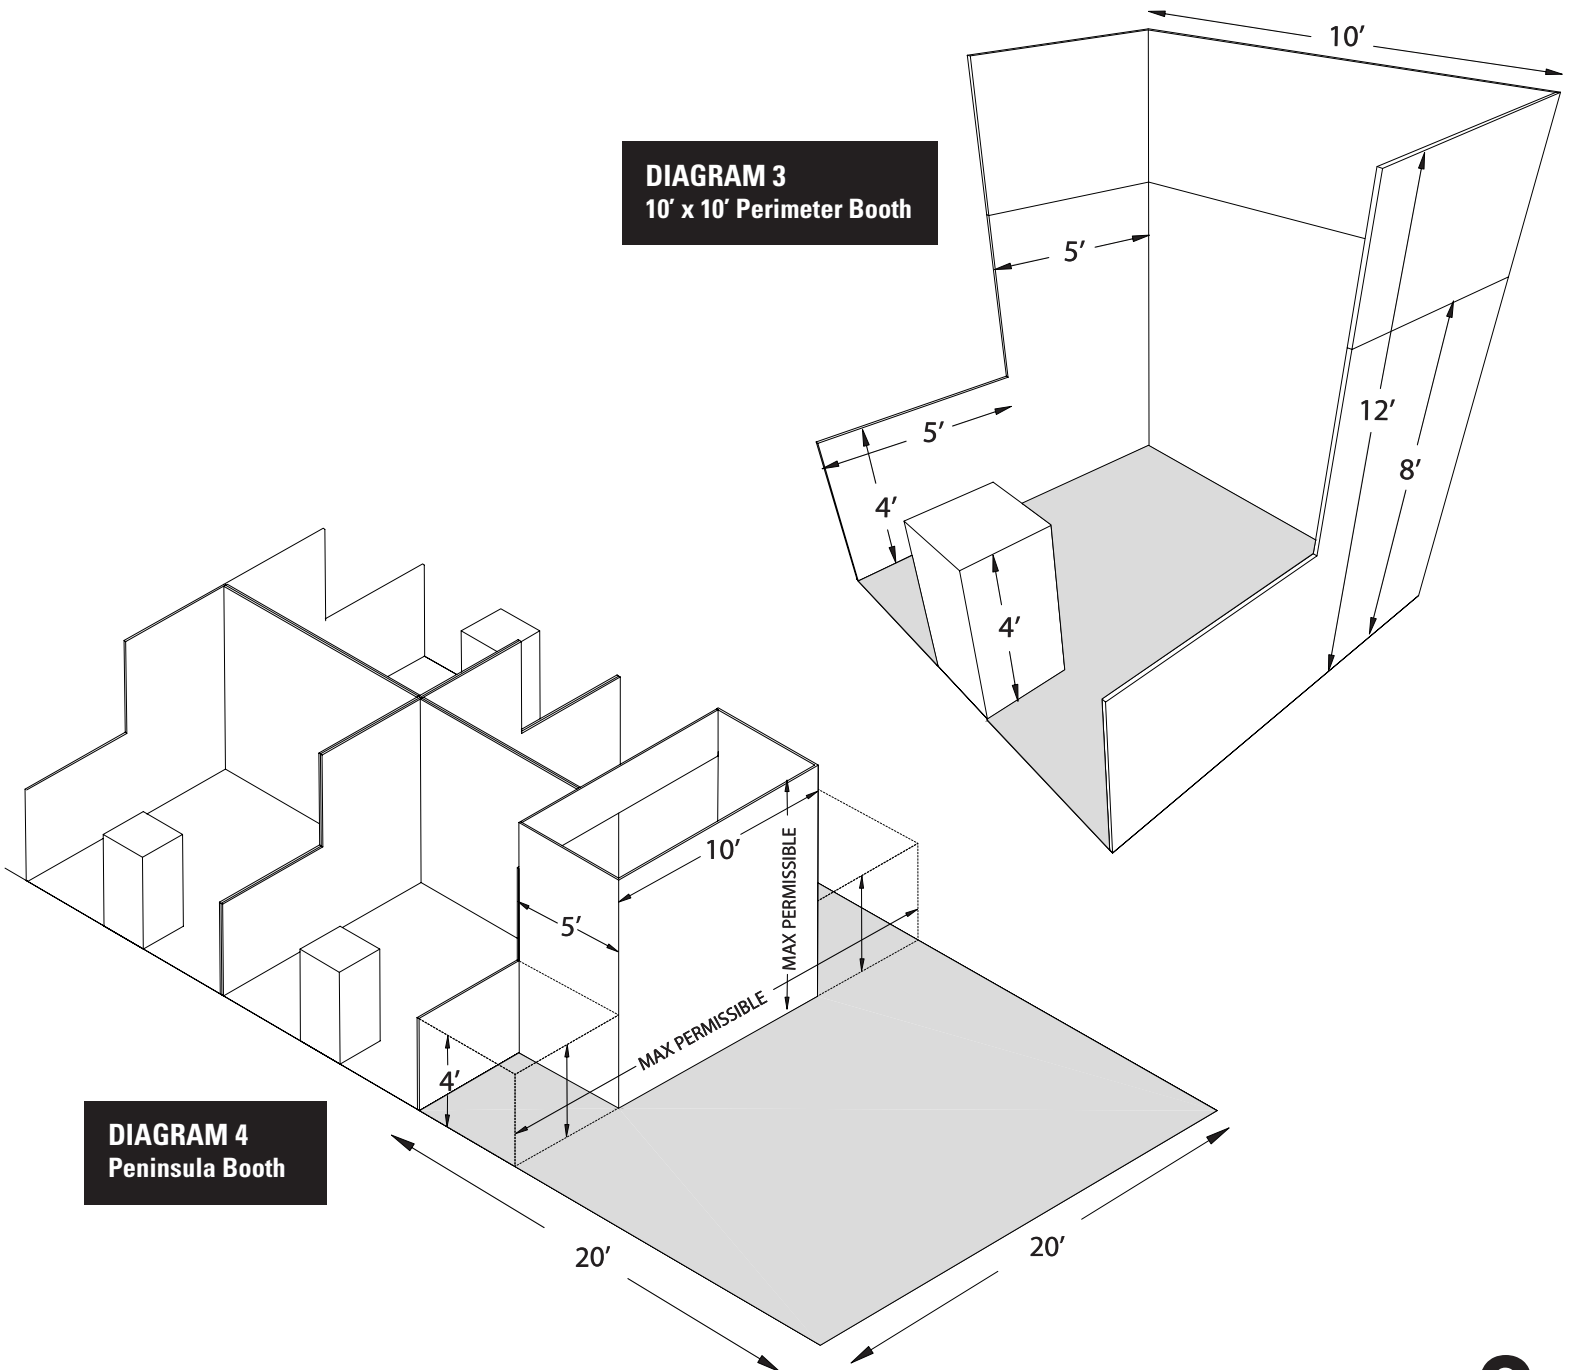 10′
DIAGRAM 3
10′ x 10′ Perimeter Booth
5′
12′
5′
8′
4′
4′
10′
MAX PERMISSIBLE
5′
MAX PERMISSIBLE
4′
DIAGRAM 4
Peninsula Booth
20′
20′